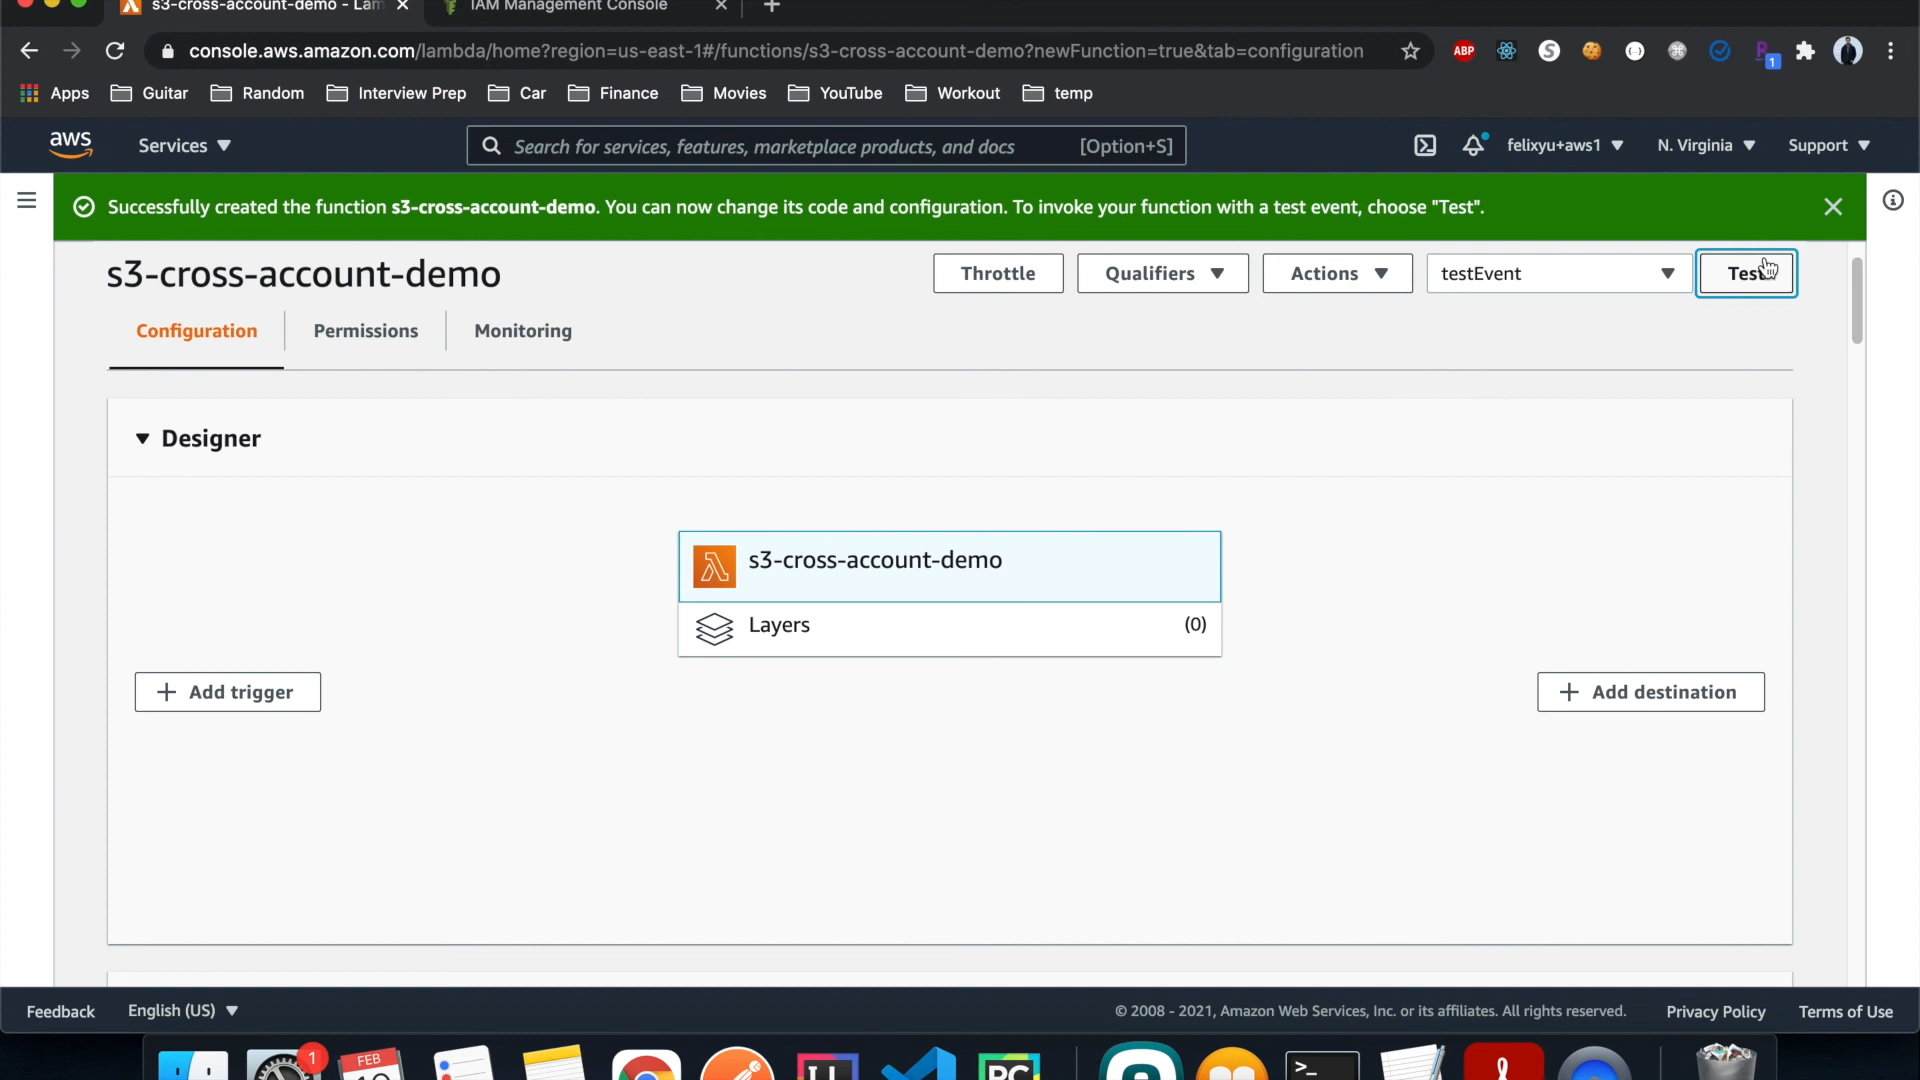 s3-cross-account-demo - Lam
IAM Management Console
console.aws.amazon.com/lambda/home?region=us-east-1#/functions/s3-cross-account-demo?newFunction=true&tab=configuration
ABP
1
Apps
Guitar
Random
Interview Prep
Car
Finance
Movies
YouTube
Workout
temp
aws
Services
Search for services, features, marketplace products, and docs
[Option+S]
felixyu+aws1
N. Virginia
Support
Successfully created the function s3-cross-account-demo. You can now change its code and configuration. To invoke your function with a test event, choose "Test".
s3-cross-account-demo
Throttle
Qualifiers
Actions
testEvent
Test
Configuration
Permissions
Monitoring
Designer
s3-cross-account-demo
Layers
(0)
Add trigger
Add destination
Feedback
English (US)
© 2008 - 2021, Amazon Web Services, Inc. or its affiliates. All rights reserved.
Privacy Policy
Terms of Use
1
FEB
PC
>_